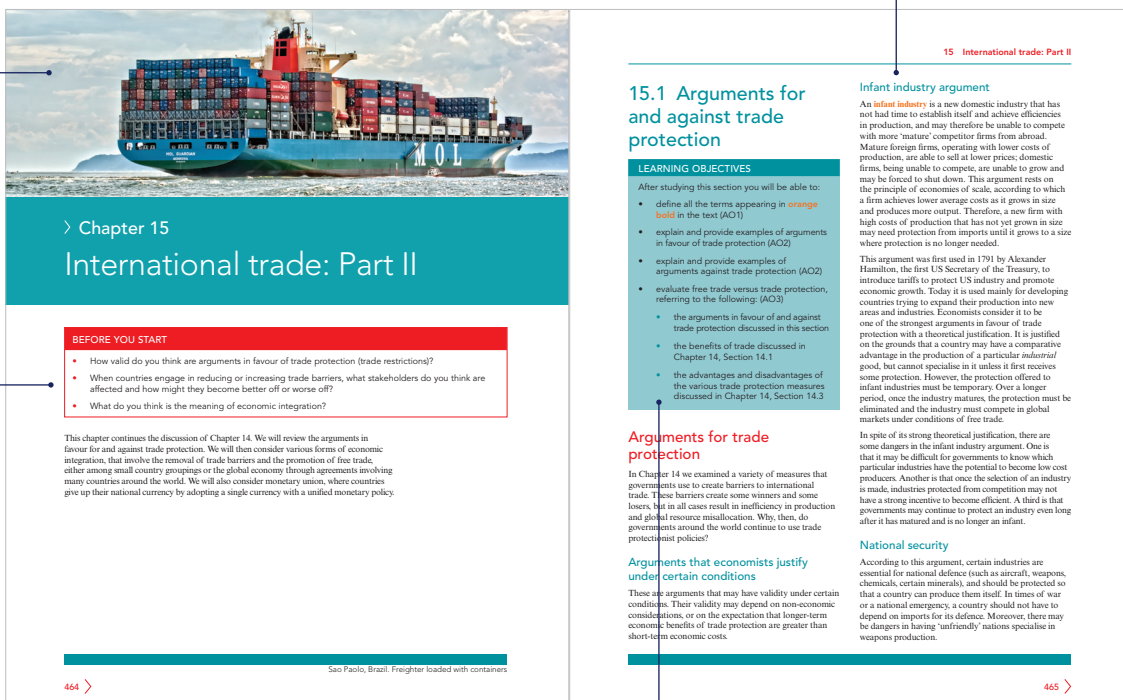 MOL GUARDIAN
MOL
Chapter 15
International trade: Part II
BEFORE YOU START
• How valid do you think are arguments in favour of trade protection (trade restrictions)?
• When countries engage in reducing or increasing trade barriers, what stakeholders do you think are
affected and how might they become better off or worse off?
• What do you think is the meaning of economic integration?
This chapter continues the discussion of Chapter 14. We will review the arguments in
favour for and against trade protection. We will then consider various forms of economic
integration, that involve the removal of trade barriers and the promotion of free trade,
either among small country groupings or the global economy through agreements involving
many countries around the world. We will also consider monetary union, where countries
give up their national currency by adopting a single currency with a unified monetary policy.
Sao Paolo, Brazil. Freighter loaded with containers
464
15 International trade: Part II
15.1 Arguments for
and against trade
protection
LEARNING OBJECTIVES
After studying this section you will be able to:
• define all the terms appearing in orange
bold in the text (AO1)
• explain and provide examples of arguments
in favour of trade protection (AO2)
• explain and provide examples of
arguments against trade protection (AO2)
• evaluate free trade versus trade protection,
referring to the following: (AO3)
• the arguments in favour of and against
trade protection discussed in this section
• the benefits of trade discussed in
Chapter 14, Section 14.1
• the advantages and disadvantages of
the various trade protection measures
discussed in Chapter 14, Section 14.3
Arguments for trade
protection
In Chapter 14 we examined a variety of measures that
governments use to create barriers to international
trade. These barriers create some winners and some
losers, but in all cases result in inefficiency in production
and global resource misallocation. Why, then, do
governments around the world continue to use trade
protectionist policies?
Arguments that economists justify
under certain conditions
These are arguments that may have validity under certain
conditions. Their validity may depend on non-economic
considerations, or on the expectation that longer-term
economic benefits of trade protection are greater than
short-term economic costs.
Infant industry argument
An infant industry is a new domestic industry that has
not had time to establish itself and achieve efficiencies
in production, and may therefore be unable to compete
with more ‘mature’ competitor firms from abroad.
Mature foreign firms, operating with lower costs of
production, are able to sell at lower prices; domestic
firms, being unable to compete, are unable to grow and
may be forced to shut down. This argument rests on
the principle of economies of scale, according to which
a firm achieves lower average costs as it grows in size
and produces more output. Therefore, a new firm with
high costs of production that has not yet grown in size
may need protection from imports until it grows to a size
where protection is no longer needed.
This argument was first used in 1791 by Alexander
Hamilton, the first US Secretary of the Treasury, to
introduce tariffs to protect US industry and promote
economic growth. Today it is used mainly for developing
countries trying to expand their production into new
areas and industries. Economists consider it to be
one of the strongest arguments in favour of trade
protection with a theoretical justification. It is justified
on the grounds that a country may have a comparative
advantage in the production of a particular industrial
good, but cannot specialise in it unless it first receives
some protection. However, the protection offered to
infant industries must be temporary. Over a longer
period, once the industry matures, the protection must be
eliminated and the industry must compete in global
markets under conditions of free trade.
In spite of its strong theoretical justification, there are
some dangers in the infant industry argument. One is
that it may be difficult for governments to know which
particular industries have the potential to become low cost
producers. Another is that once the selection of an industry
is made, industries protected from competition may not
have a strong incentive to become efficient. A third is that
governments may continue to protect an industry even long
after it has matured and is no longer an infant.
National security
According to this argument, certain industries are
essential for national defence (such as aircraft, weapons,
chemicals, certain minerals), and should be protected so
that a country can produce them itself. In times of war
or a national emergency, a country should not have to
depend on imports for its defence. Moreover, there may
be dangers in having ‘unfriendly’ nations specialise in
weapons production.
465